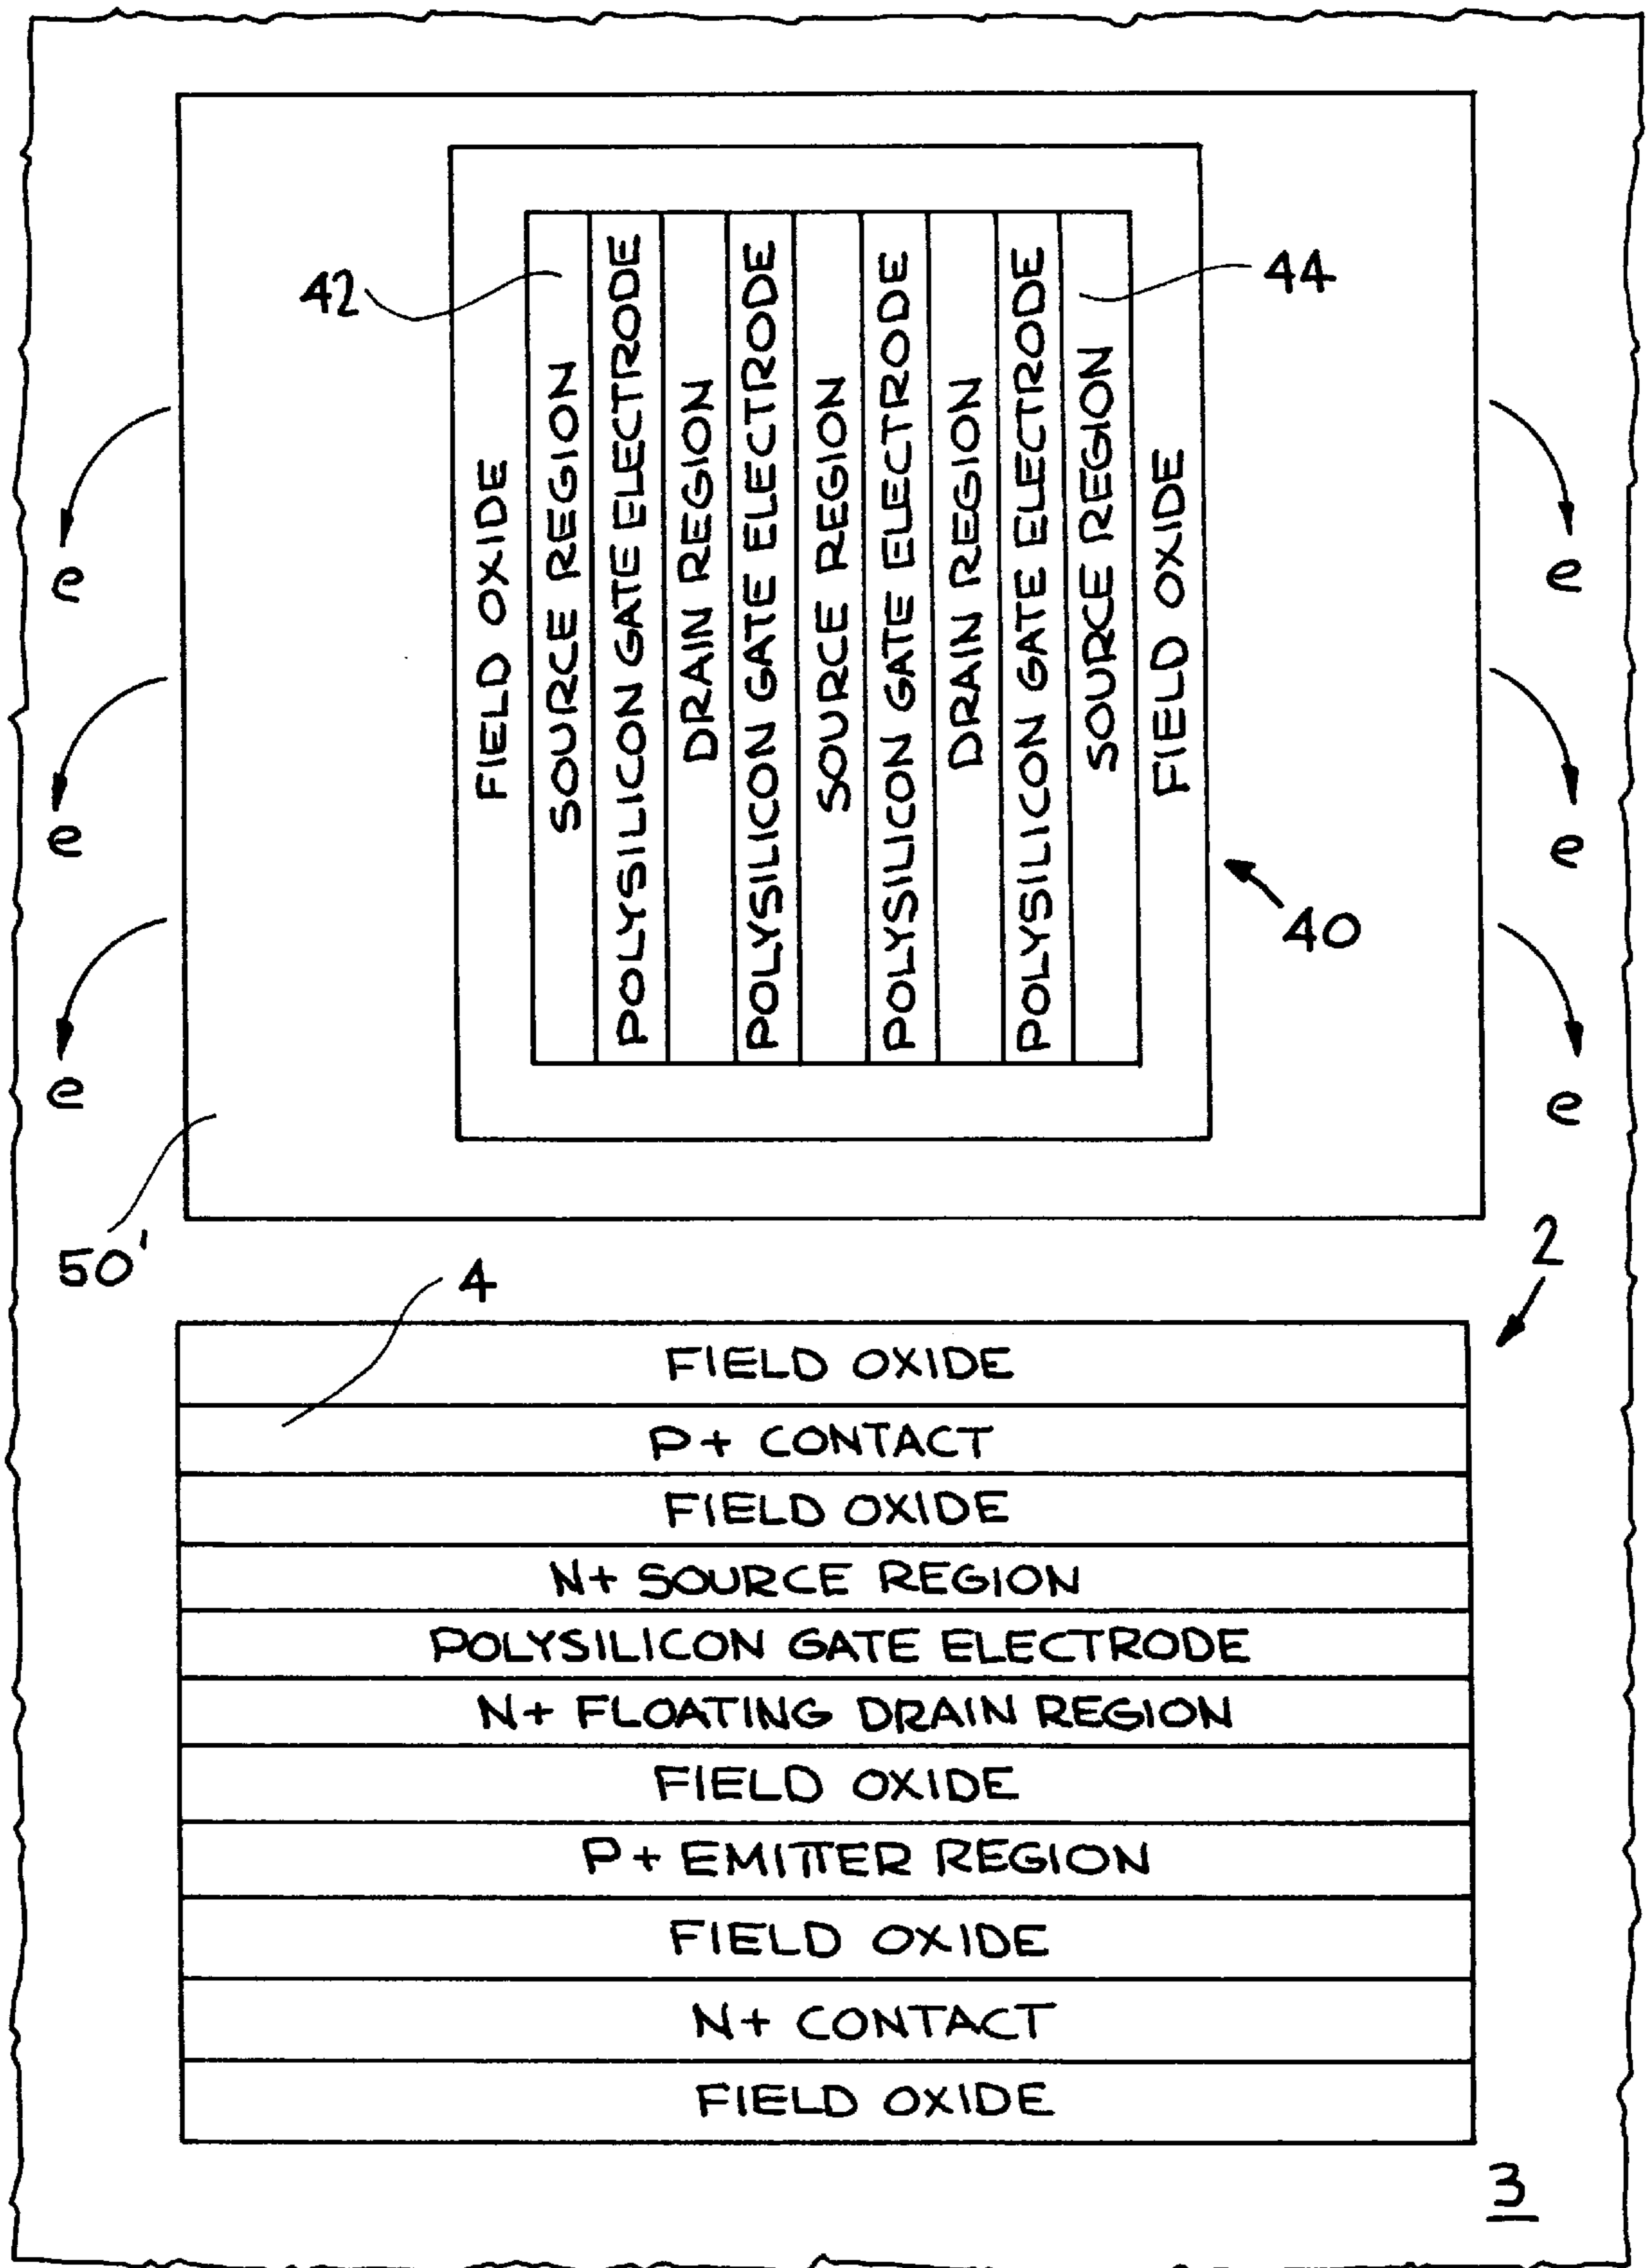 42
44
FIELD OXIDE
SOURCE REGION
POLYSILICON GATE ELECTRODE
DRAIN REGION
POLYSILICON GATE ELECTRODE
SOURCE REGION
POLYSILICON GATE ELECTRODE
DRAIN REGION
POLYSILICON GATE ELECTRODE
SOURCE REGION
FIELD OXIDE
e
e
e
e
40
e
e
50'
2
4
FIELD OXIDE
P+ CONTACT
FIELD OXIDE
N+ SOURCE REGION
POLYSILICON GATE ELECTRODE
N+ FLOATING DRAIN REGION
FIELD OXIDE
P+ EMITTER REGION
FIELD OXIDE
N+ CONTACT
FIELD OXIDE
3